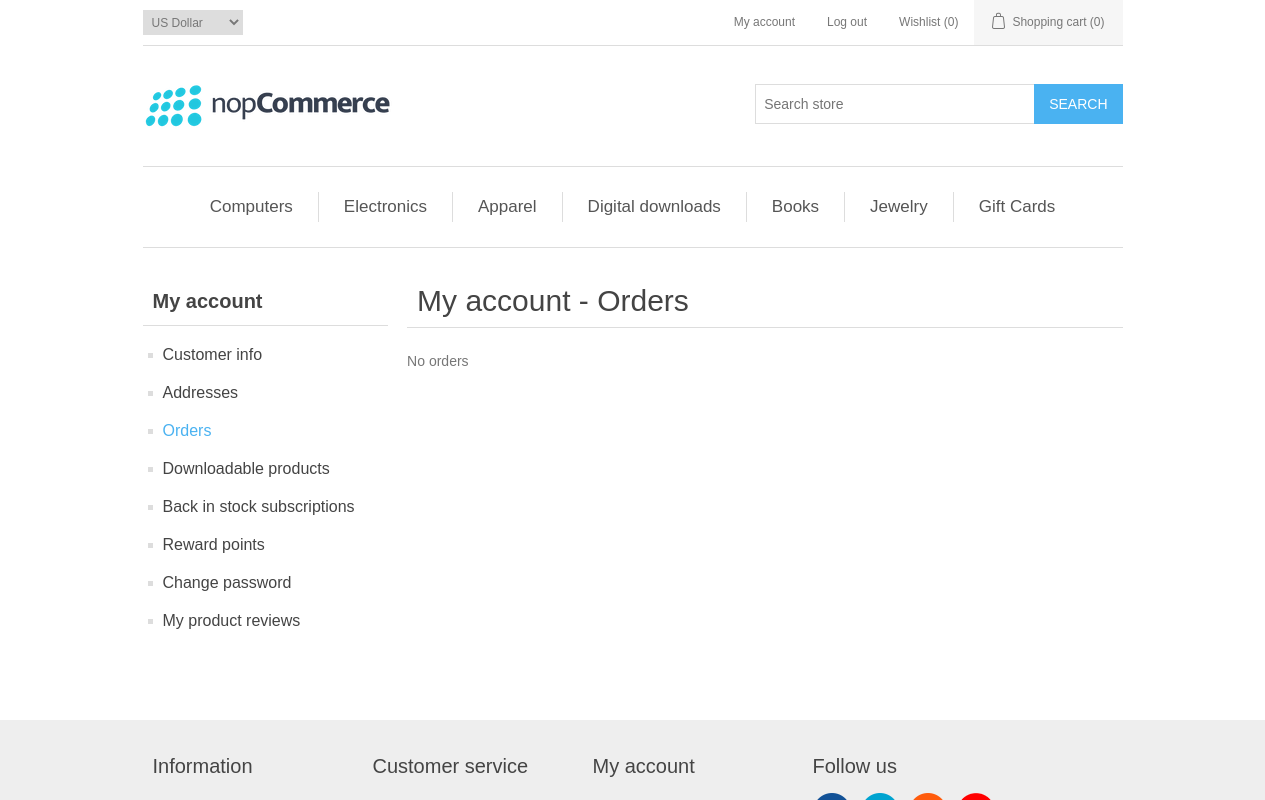 US Dollar
My account
Log out
Wishlist (0)
Shopping cart (0)
nopCommerce
Search store
SEARCH
Computers
Electronics
Apparel
Digital downloads
Books
Jewelry
Gift Cards
My account
Customer info
Addresses
Orders
Downloadable products
Back in stock subscriptions
Reward points
Change password
My product reviews
My account - Orders
No orders
Information
Customer service
My account
Follow us